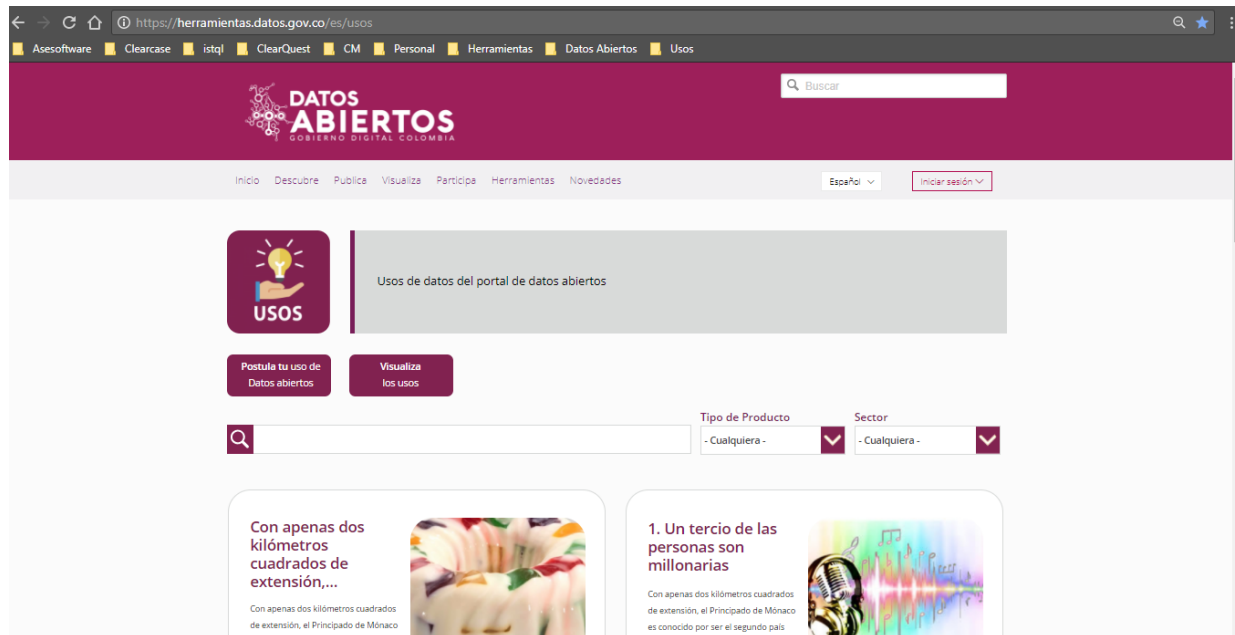 https://herramientas.datos.gov.co/es/usos
Asesoftware Clearcase istql ClearQuest CM Personal Herramientas Datos Abiertos Usos
DATOS
ABIERTOS
GOBIERNO DIGITAL COLOMBIA
Buscar
Inicio Descubre Publica Visualiza Participa Herramientas Novedades Español Iniciar sesión
USOS
Usos de datos del portal de datos abiertos
Postula tu uso de
Datos abiertos
Visualiza
los usos
Tipo de Producto Sector
- Cualquiera - - Cualquiera -
Con apenas dos
kilómetros
cuadrados de
extensión,...
Con apenas dos kilómetros cuadrados
de extensión, el Principado de Mónaco
1. Un tercio de las
personas son
millonarias
Con apenas dos kilómetros cuadrados
de extensión, el Principado de Mónaco
es conocido por ser el segundo país